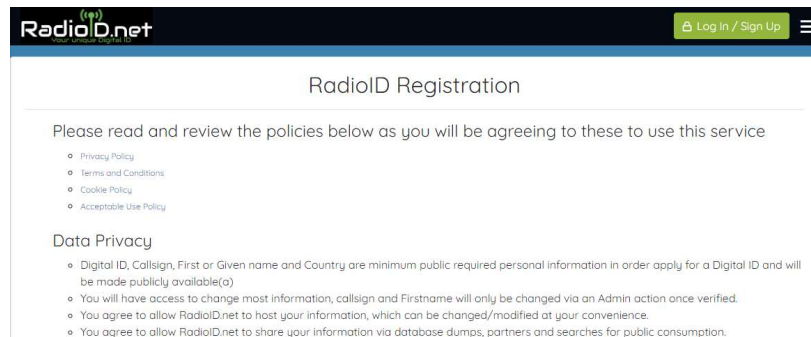 RadioID.net
Your Unique Digital ID
Log In / Sign Up
RadioID Registration
Please read and review the policies below as you will be agreeing to these to use this service
Privacy Policy
Terms and Conditions
Cookie Policy
Acceptable Use Policy
Data Privacy
Digital ID, Callsign, First or Given name and Country are minimum public required personal information in order apply for a Digital ID and will
be made publicly available(a)
You will have access to change most information, callsign and Firstname will only be changed via an Admin action once verified.
You agree to allow RadioID.net to host your information, which can be changed/modified at your convenience.
You agree to allow RadioID.net to share your information via database dumps, partners and searches for public consumption.